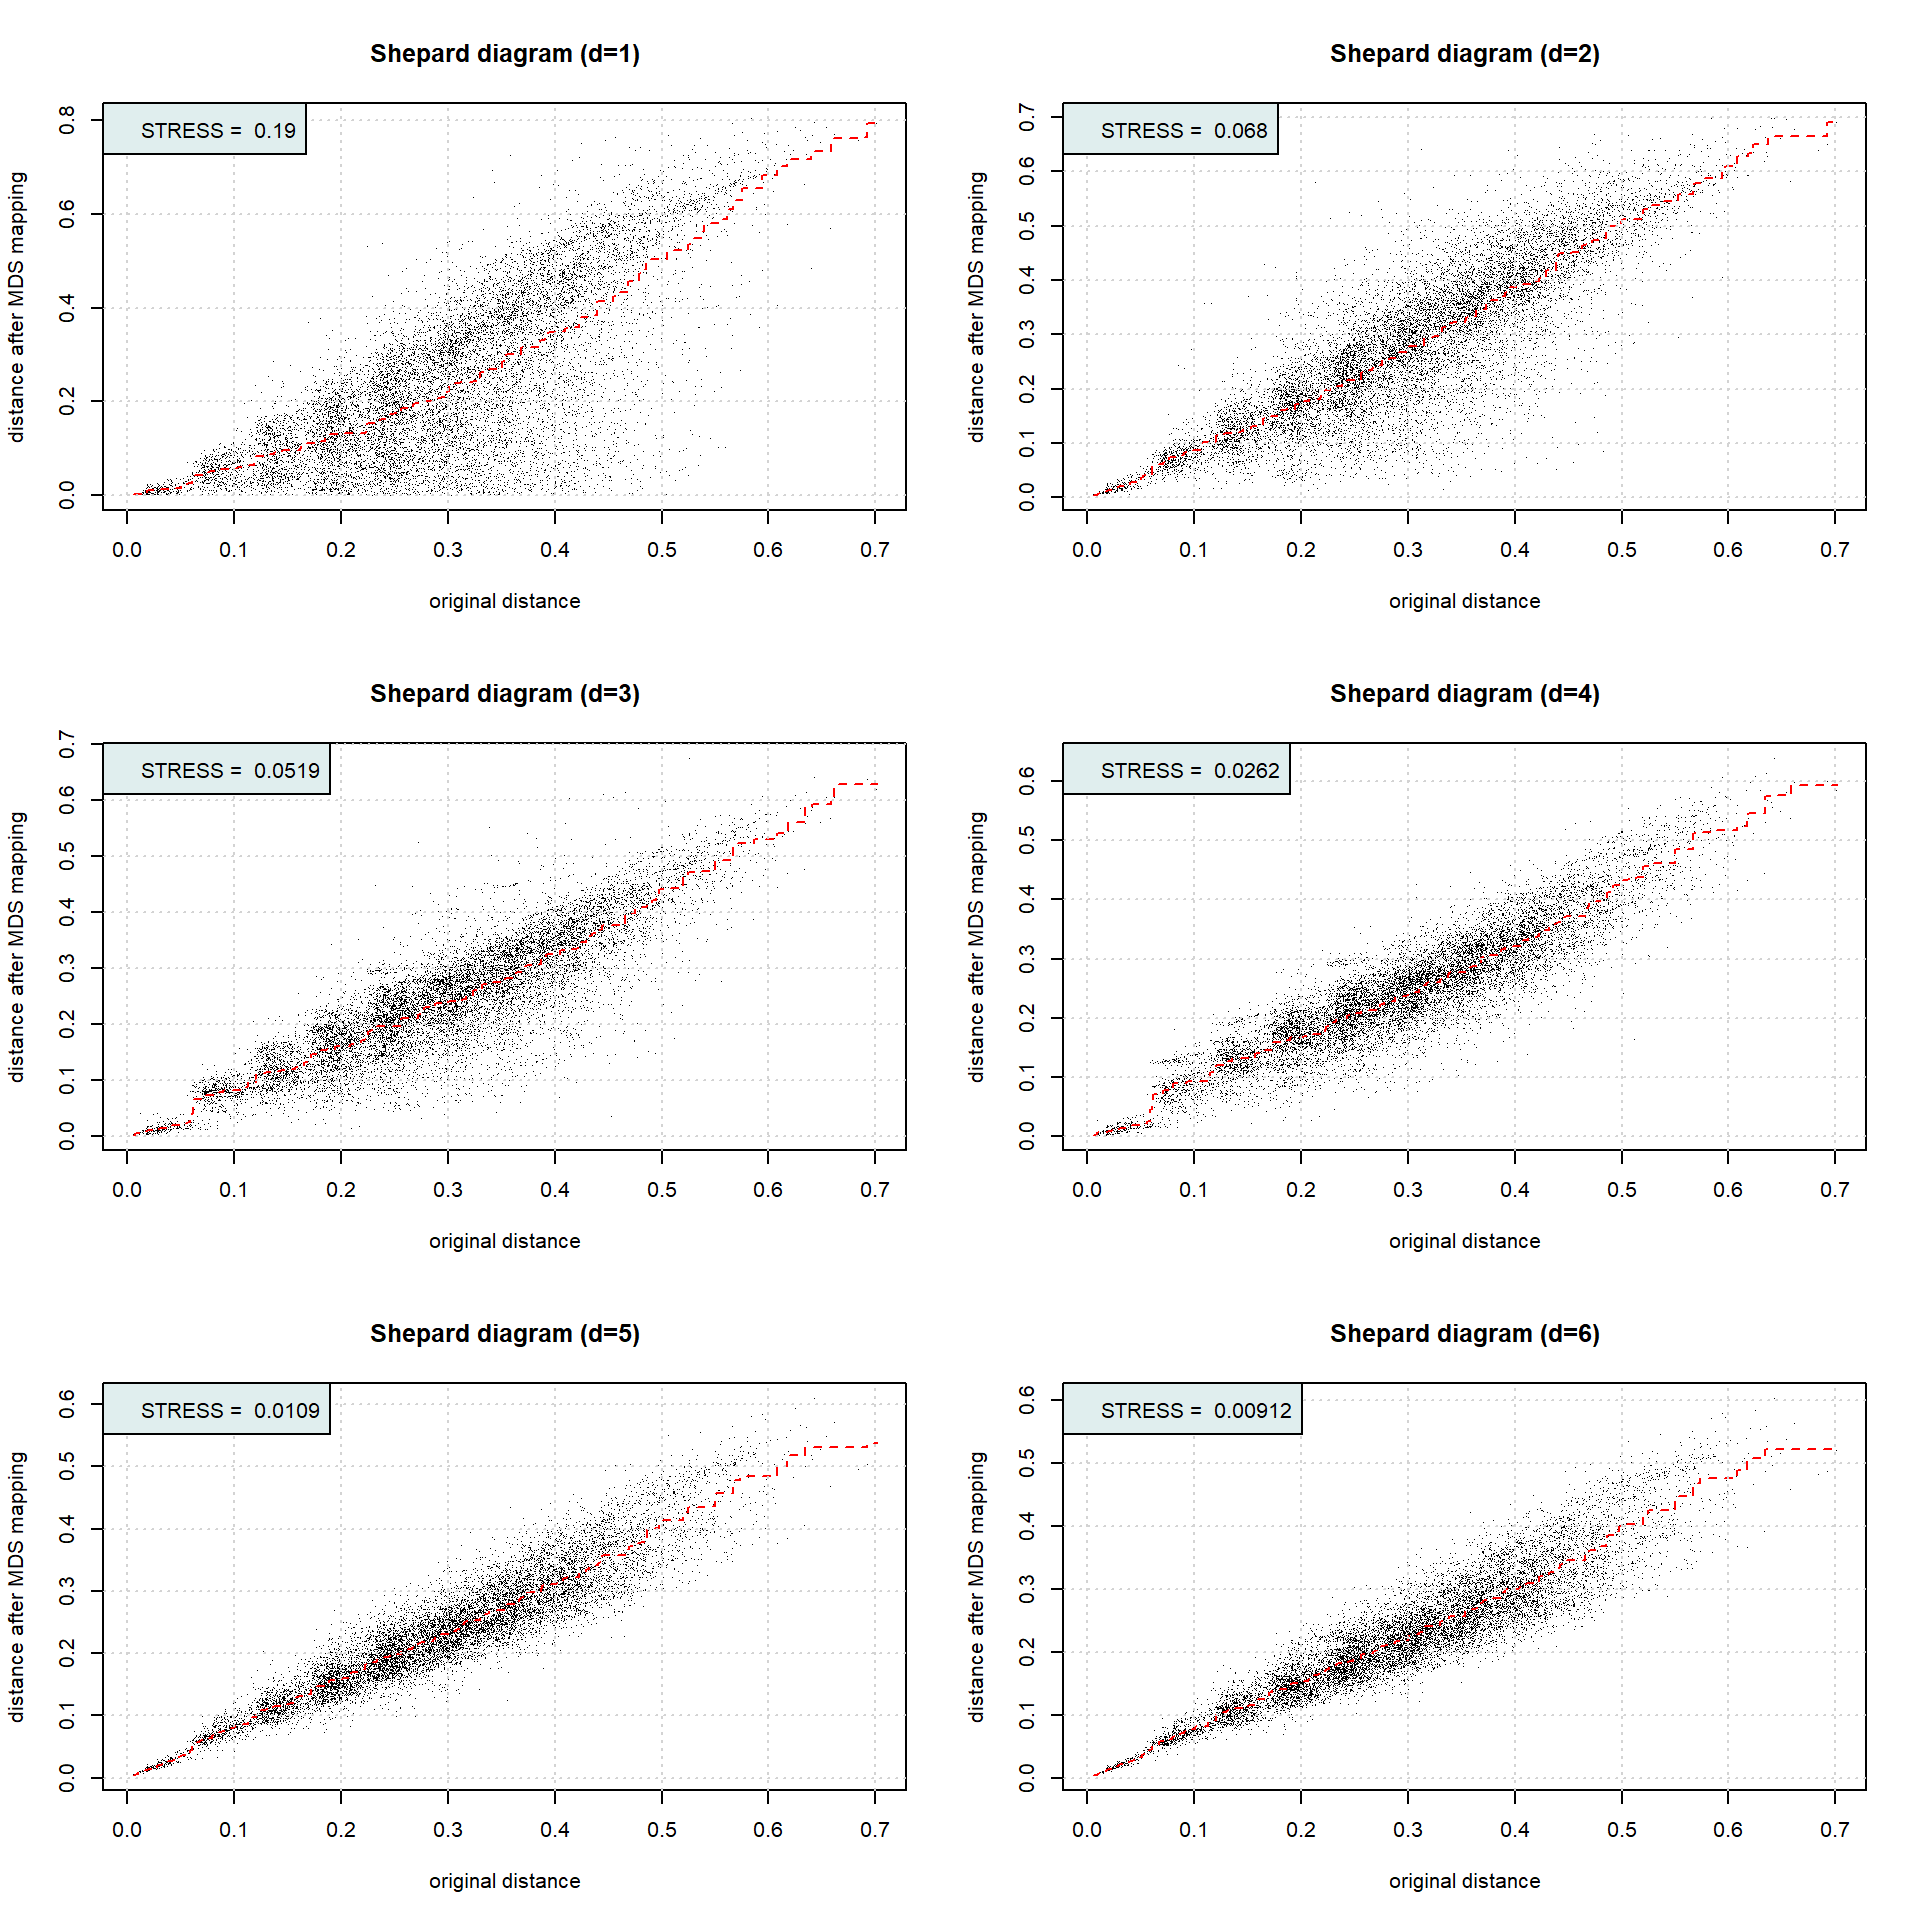 Shepard diagram (d=1)
STRESS = 0.19
distance after MDS mapping
0.0 0.2 0.4 0.6 0.8
0.0 0.1 0.2 0.3 0.4 0.5 0.6 0.7
original distance
Shepard diagram (d=2)
STRESS = 0.068
distance after MDS mapping
0.0 0.1 0.2 0.3 0.4 0.5 0.6 0.7
0.0 0.1 0.2 0.3 0.4 0.5 0.6 0.7
original distance
Shepard diagram (d=3)
STRESS = 0.0519
distance after MDS mapping
0.0 0.1 0.2 0.3 0.4 0.5 0.6 0.7
0.0 0.1 0.2 0.3 0.4 0.5 0.6 0.7
original distance
Shepard diagram (d=4)
STRESS = 0.0262
distance after MDS mapping
0.0 0.1 0.2 0.3 0.4 0.5 0.6
0.0 0.1 0.2 0.3 0.4 0.5 0.6 0.7
original distance
Shepard diagram (d=5)
STRESS = 0.0109
distance after MDS mapping
0.0 0.1 0.2 0.3 0.4 0.5 0.6
0.0 0.1 0.2 0.3 0.4 0.5 0.6 0.7
original distance
Shepard diagram (d=6)
STRESS = 0.00912
distance after MDS mapping
0.0 0.1 0.2 0.3 0.4 0.5 0.6
0.0 0.1 0.2 0.3 0.4 0.5 0.6 0.7
original distance